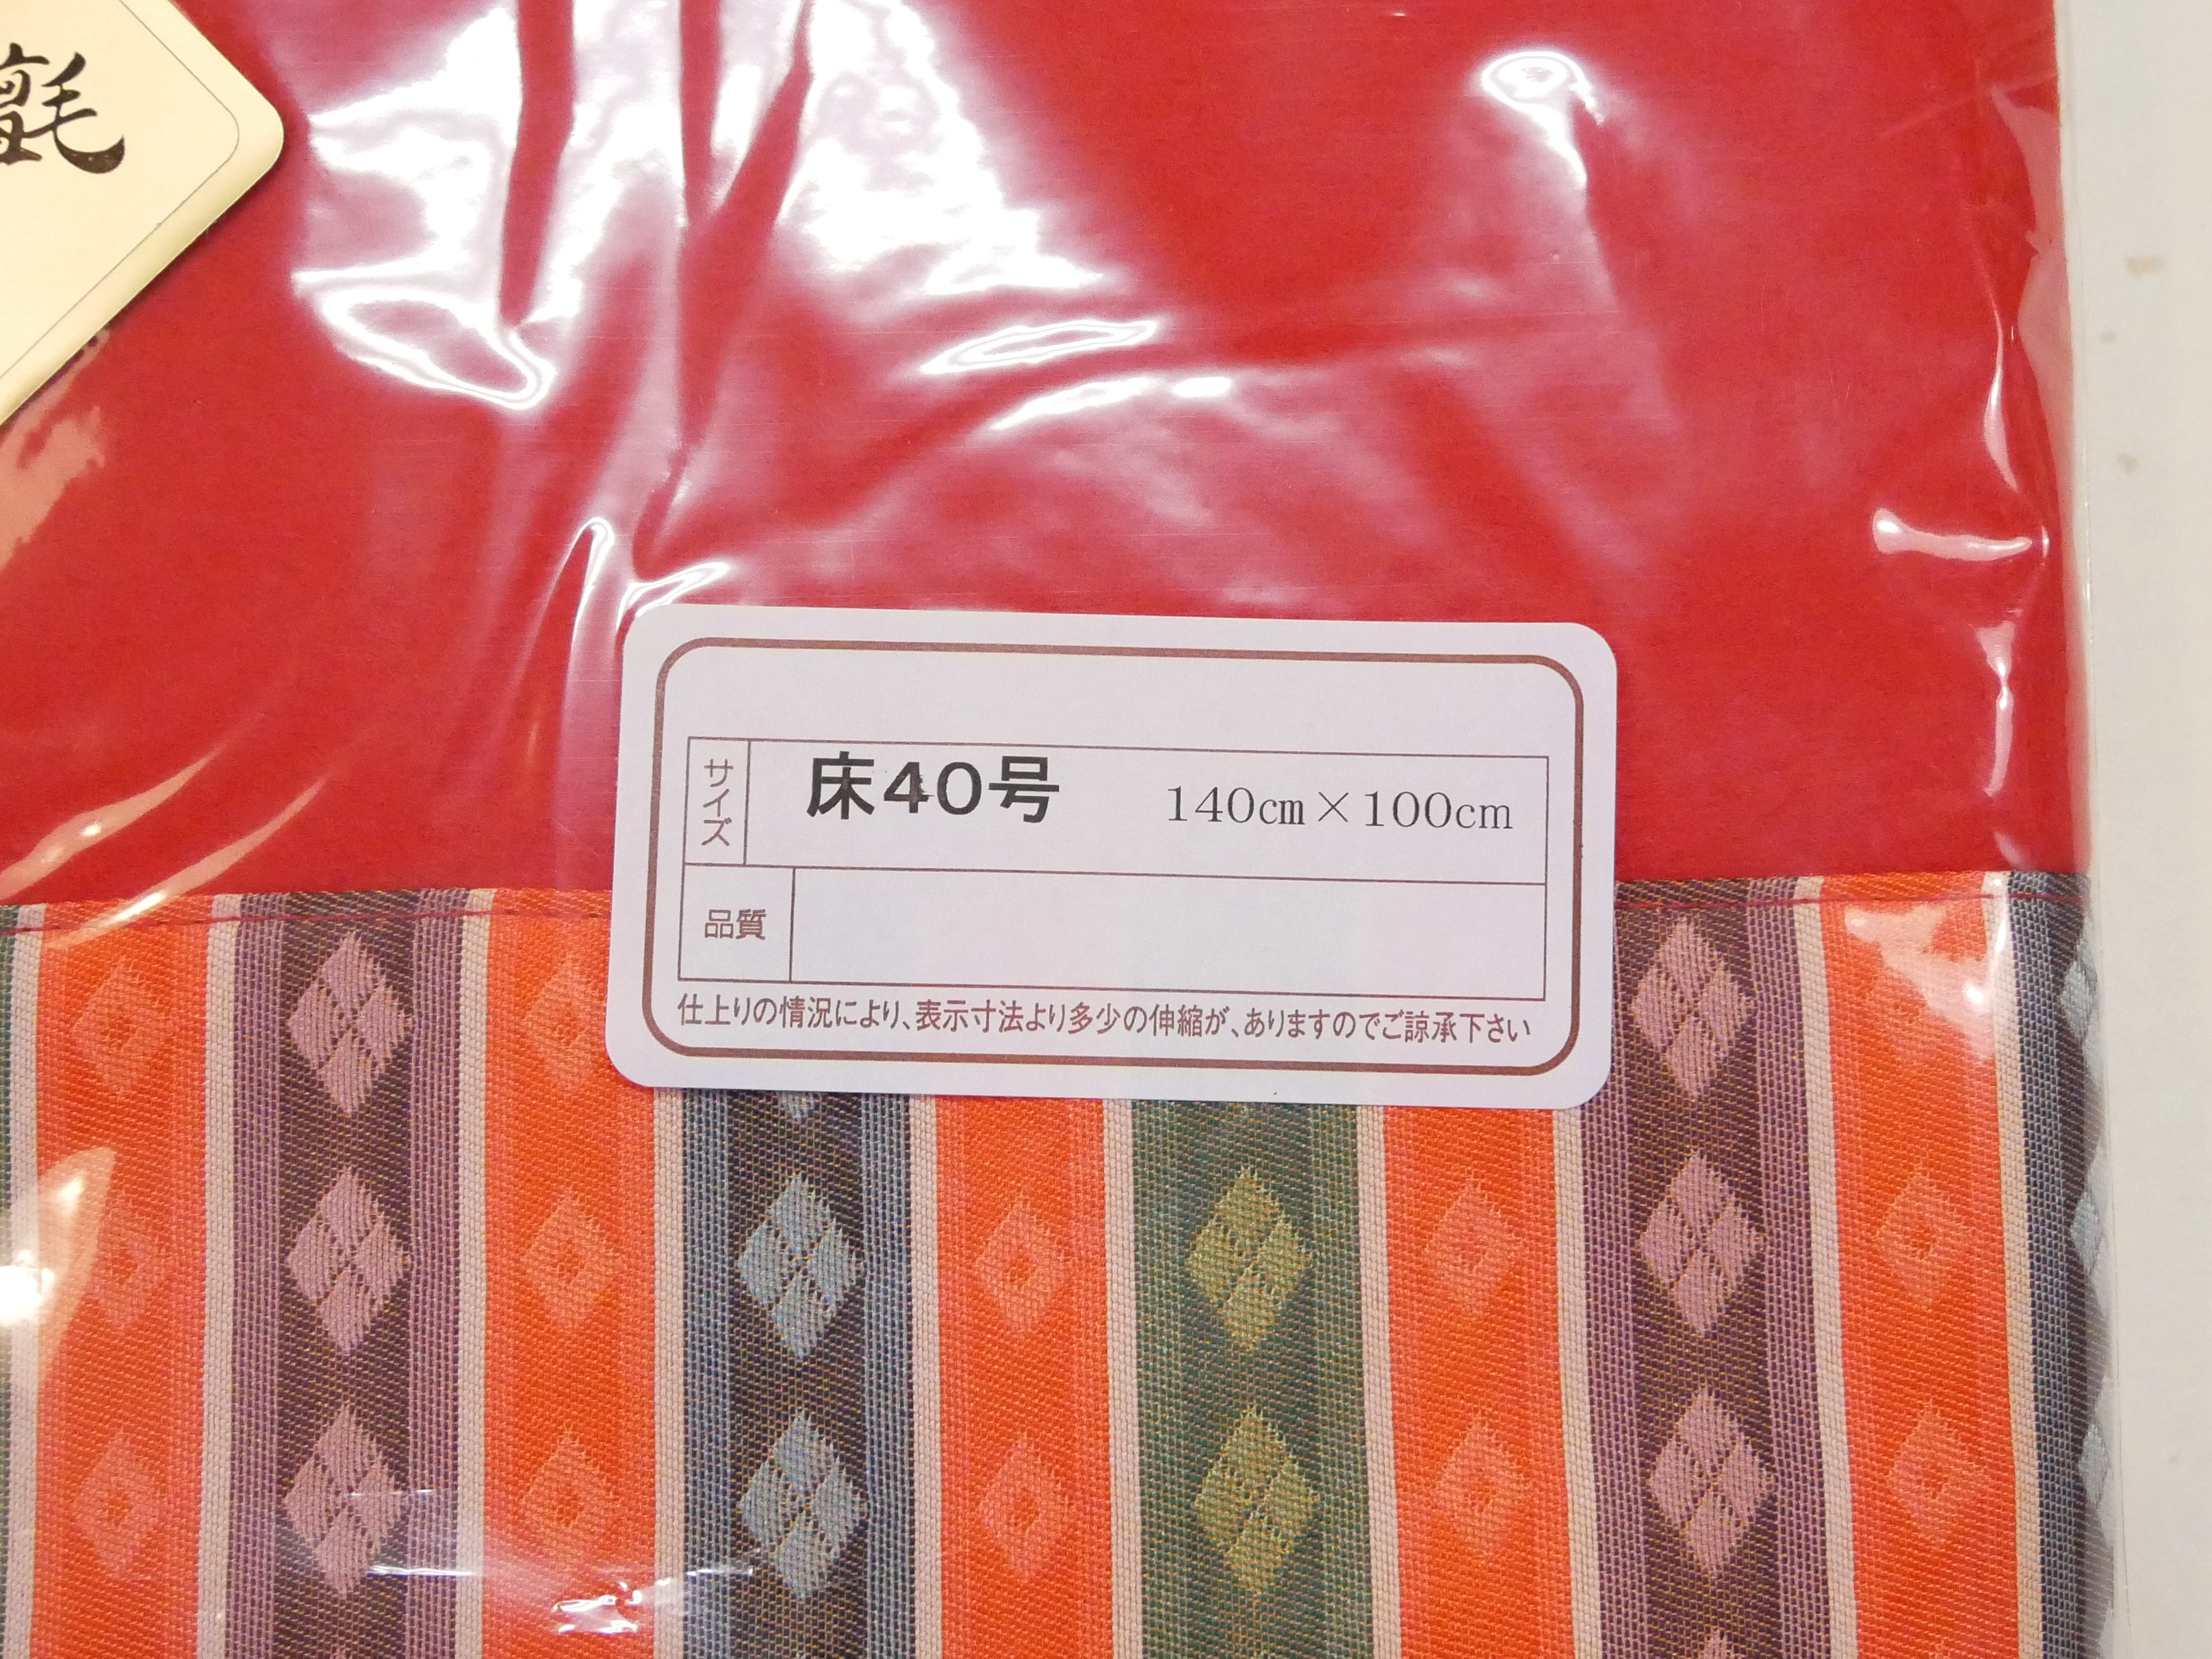 氈
サイズ 床40号 140cm×100cm
品質
仕上りの情況により、表示寸法より多少の伸縮が、ありますのでご諒承下さい